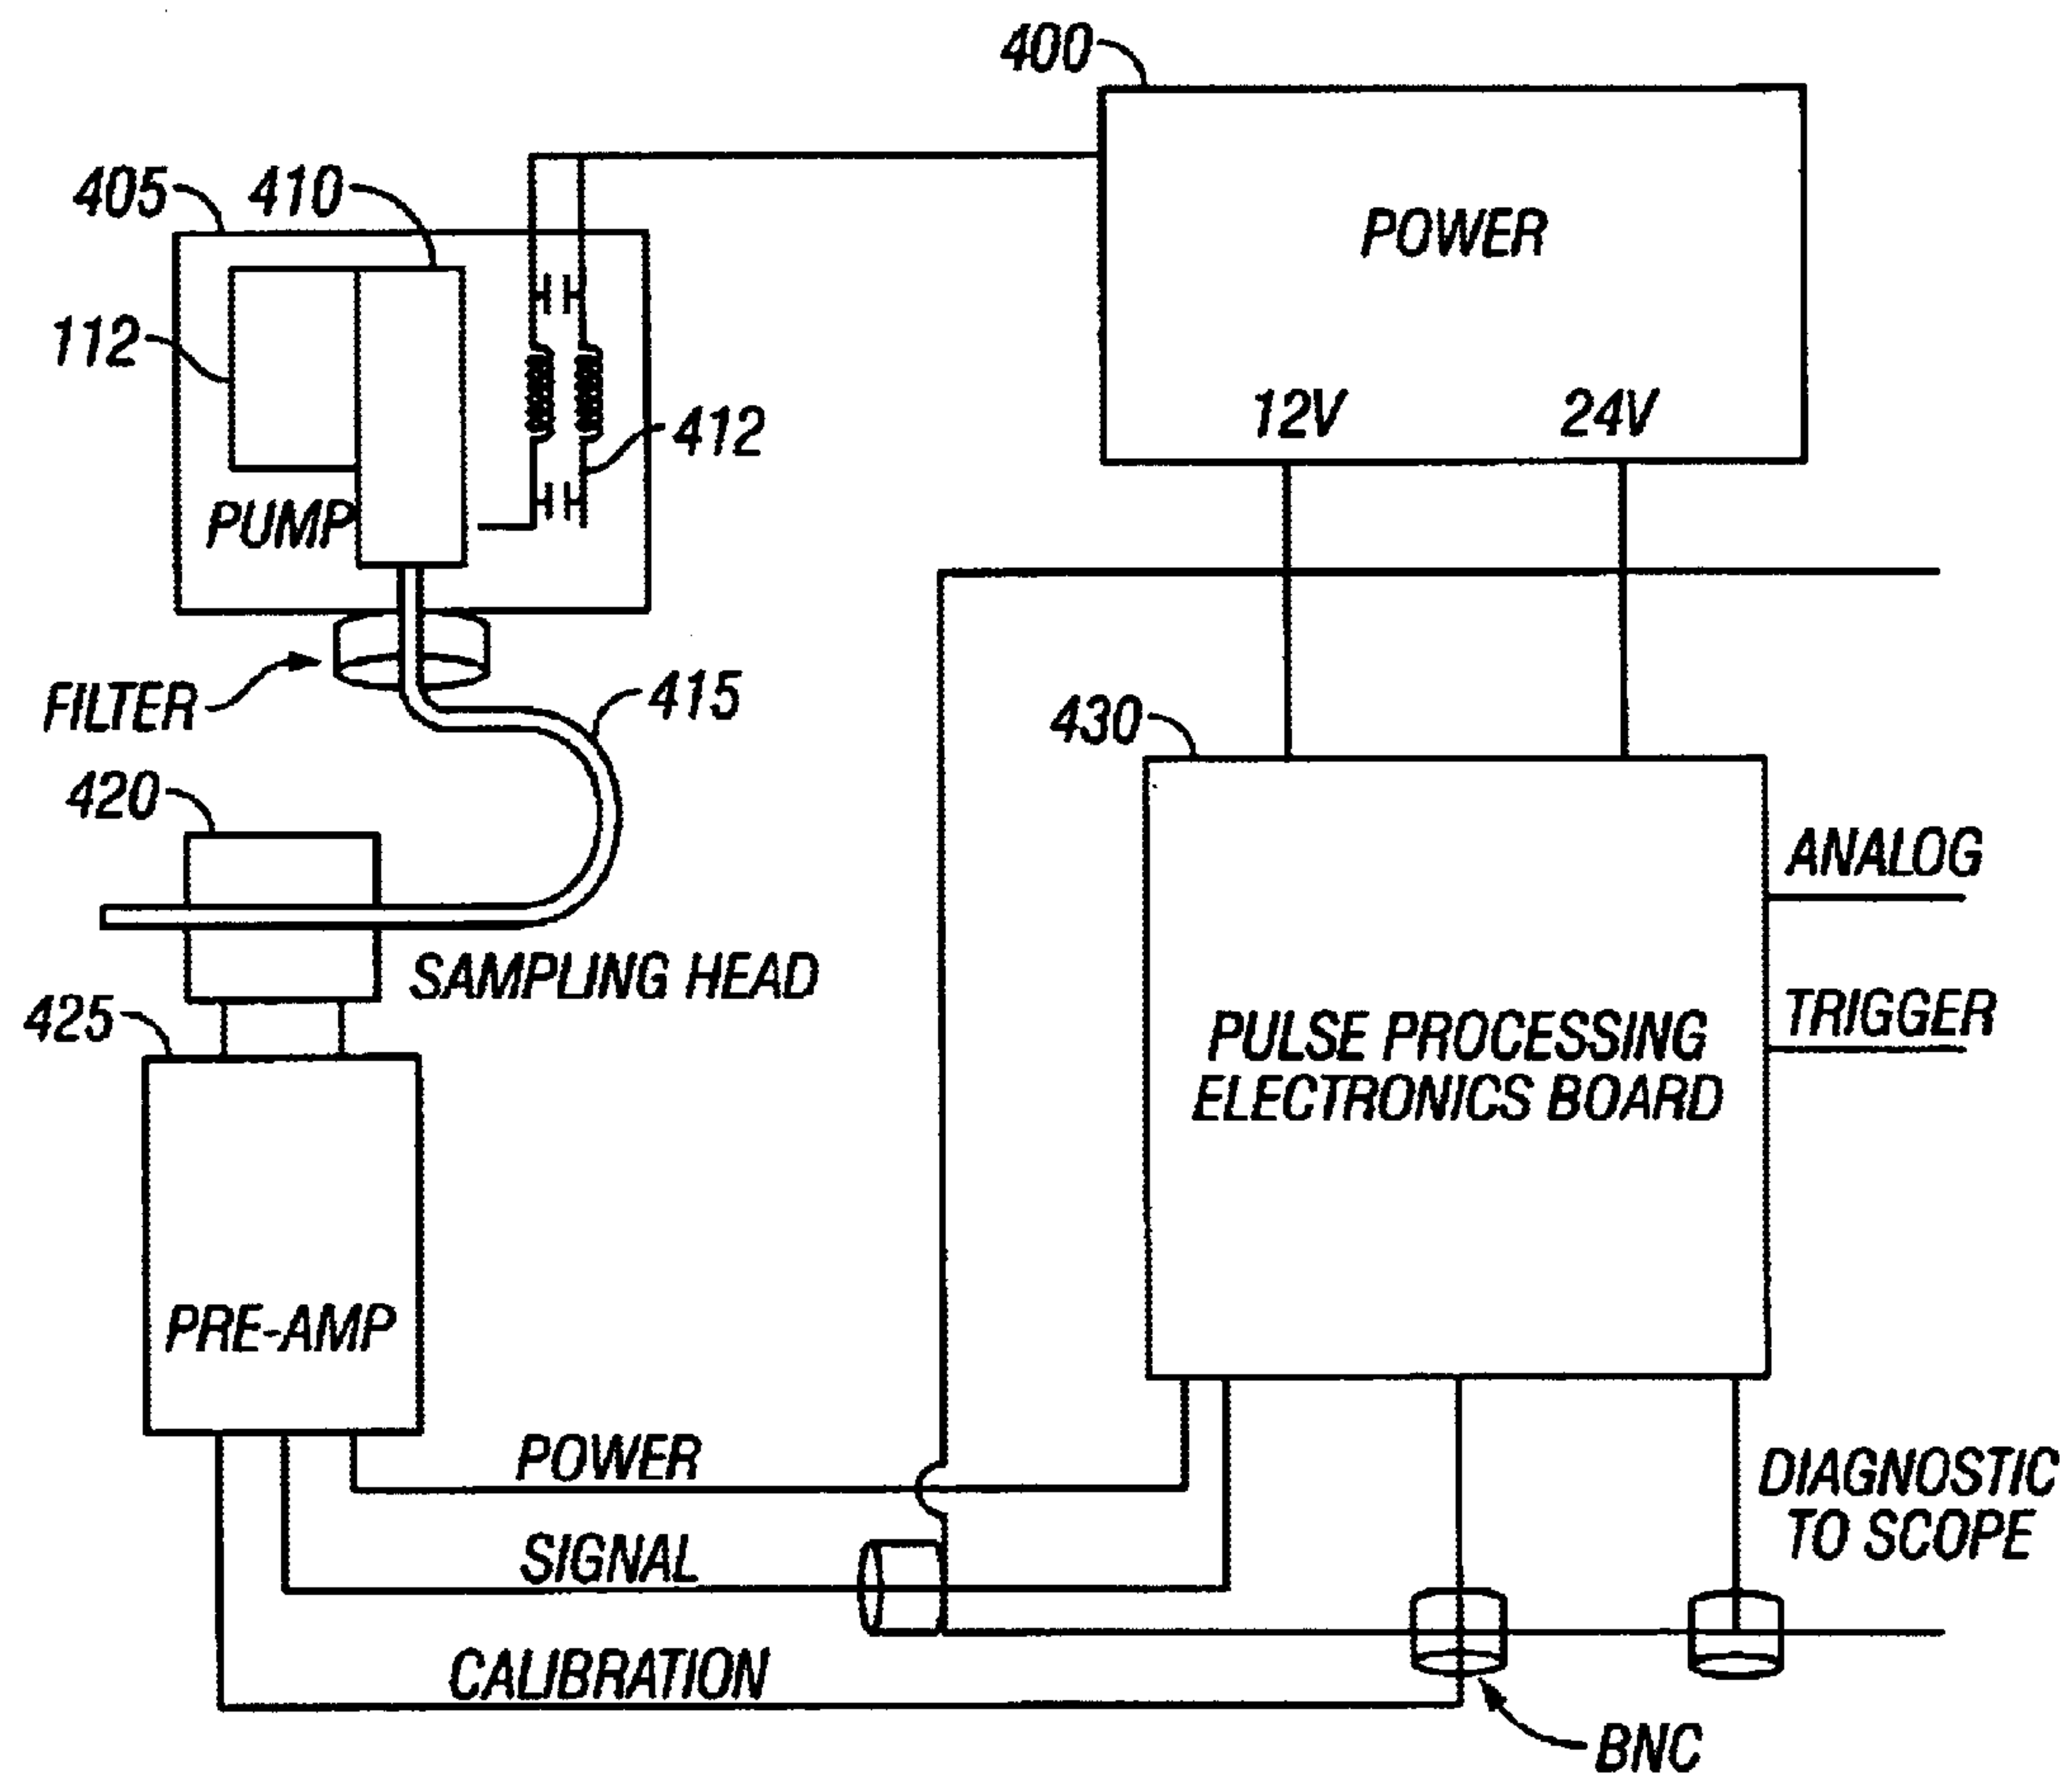 400
405
410
POWER
112
12V
24V
412
PUMP
FILTER
415
430
420
ANALOG
SAMPLING HEAD
425
TRIGGER
PULSE PROCESSING
ELECTRONICS BOARD
PRE-AMP
POWER
DIAGNOSTIC
TO SCOPE
SIGNAL
CALIBRATION
BNC